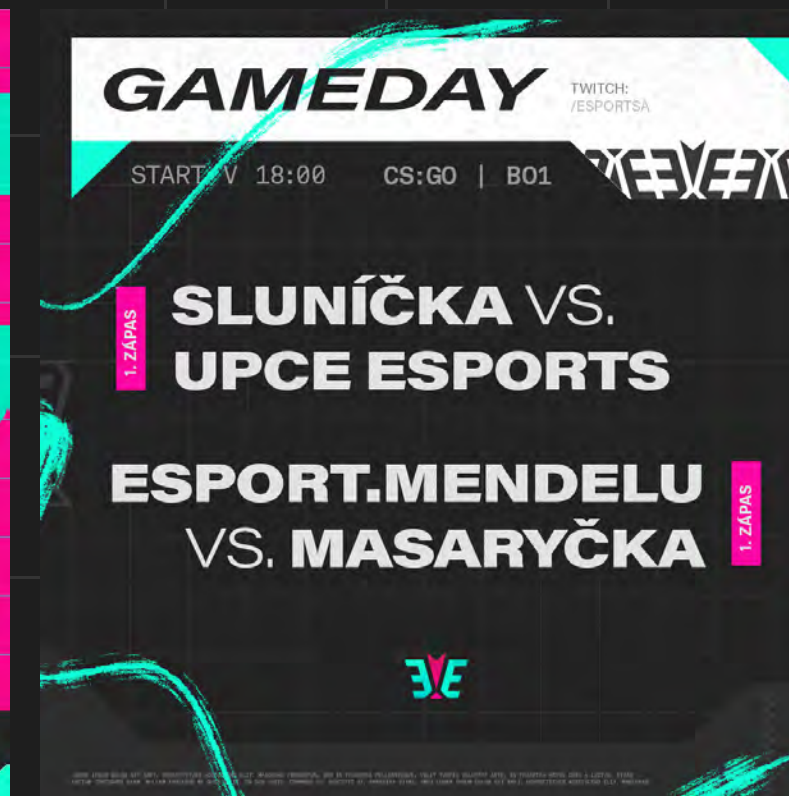 GAMEDAY
TWITCH:
/ESPORTSA
START V 18:00 CS:GO | BO1
1. ZÁPAS
SLUNÍČKA VS.
UPCE ESPORTS
ESPORT.MENDELU
VS. MASARYČKA
1. ZÁPAS